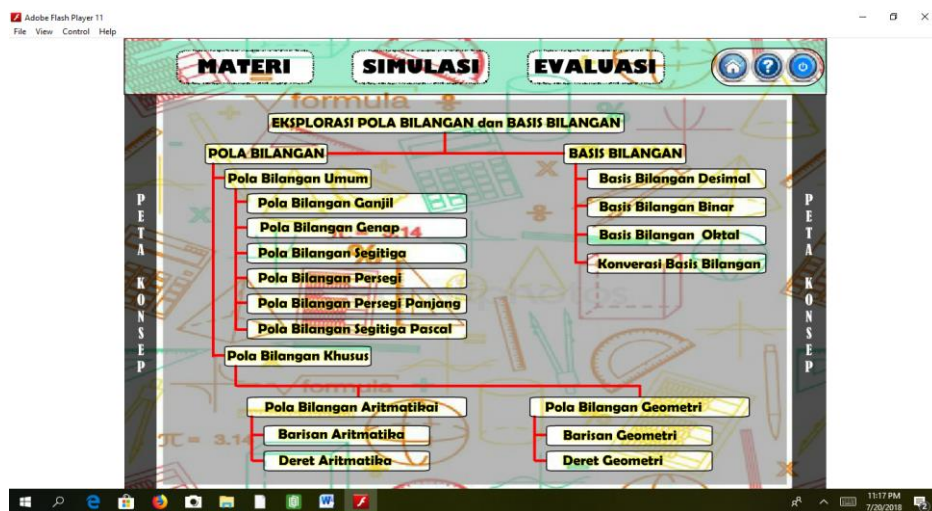 Adobe Flash Player 11
File View Control Help
MATERI SIMULASI EVALUASI
formula
EKSPLORASI POLA BILANGAN dan BASIS BILANGAN
POLA BILANGAN
Pola Bilangan Umum
Pola Bilangan Ganjil
Pola Bilangan Genap
Pola Bilangan Segitiga
Pola Bilangan Persegi
Pola Bilangan Persegi Panjang
Pola Bilangan Segitiga Pascal
Pola Bilangan Khusus
BASIS BILANGAN
Basis Bilangan Desimal
Basis Bilangan Binar
Basis Bilangan Oktal
Konverasi Basis Bilangan
Pola Bilangan Aritmatikai
Barisan Aritmatika
Deret Aritmatika
Pola Bilangan Geometri
Barisan Geometri
Deret Geometri
PETA KONSEP
PETA KONSEP
formula
π = 3.14
11:17 PM
7/20/2018